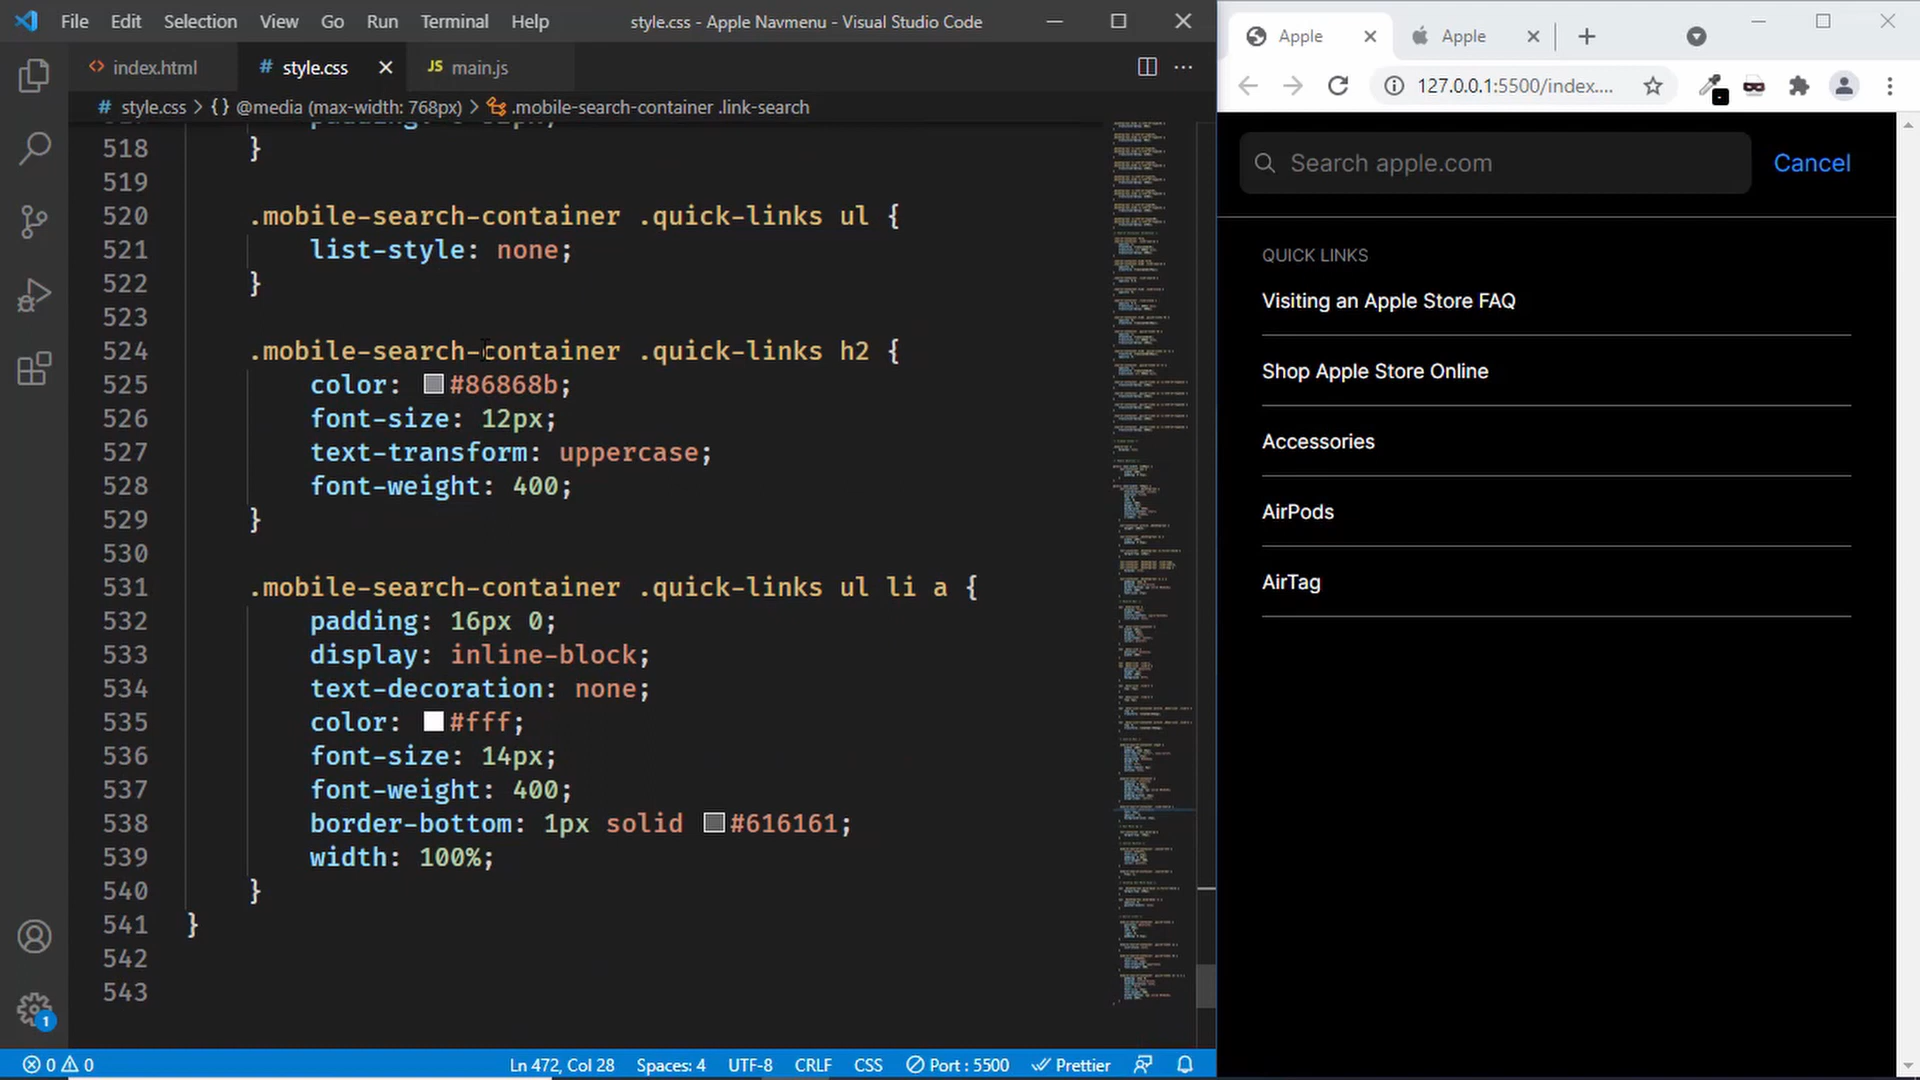 File Edit Selection View Go Run Terminal Help style.css - Apple Navmenu - Visual Studio Code
index.html # style.css JS main.js
# style.css > {} @media (max-width: 768px) > .mobile-search-container .link-search
518 }
519
520 .mobile-search-container .quick-links ul {
521 list-style: none;
522 }
523
524 .mobile-search-container .quick-links h2 {
525 color: #86868b;
526 font-size: 12px;
527 text-transform: uppercase;
528 font-weight: 400;
529 }
530
531 .mobile-search-container .quick-links ul li a {
532 padding: 16px 0;
533 display: inline-block;
534 text-decoration: none;
535 color: #fff;
536 font-size: 14px;
537 font-weight: 400;
538 border-bottom: 1px solid #616161;
539 width: 100%;
540 }
541 }
542
543
1
0 0 Ln 472, Col 28 Spaces: 4 UTF-8 CRLF CSS Port : 5500 Prettier
Apple Apple
127.0.0.1:5500/index....
Search apple.com Cancel
QUICK LINKS
Visiting an Apple Store FAQ
Shop Apple Store Online
Accessories
AirPods
AirTag